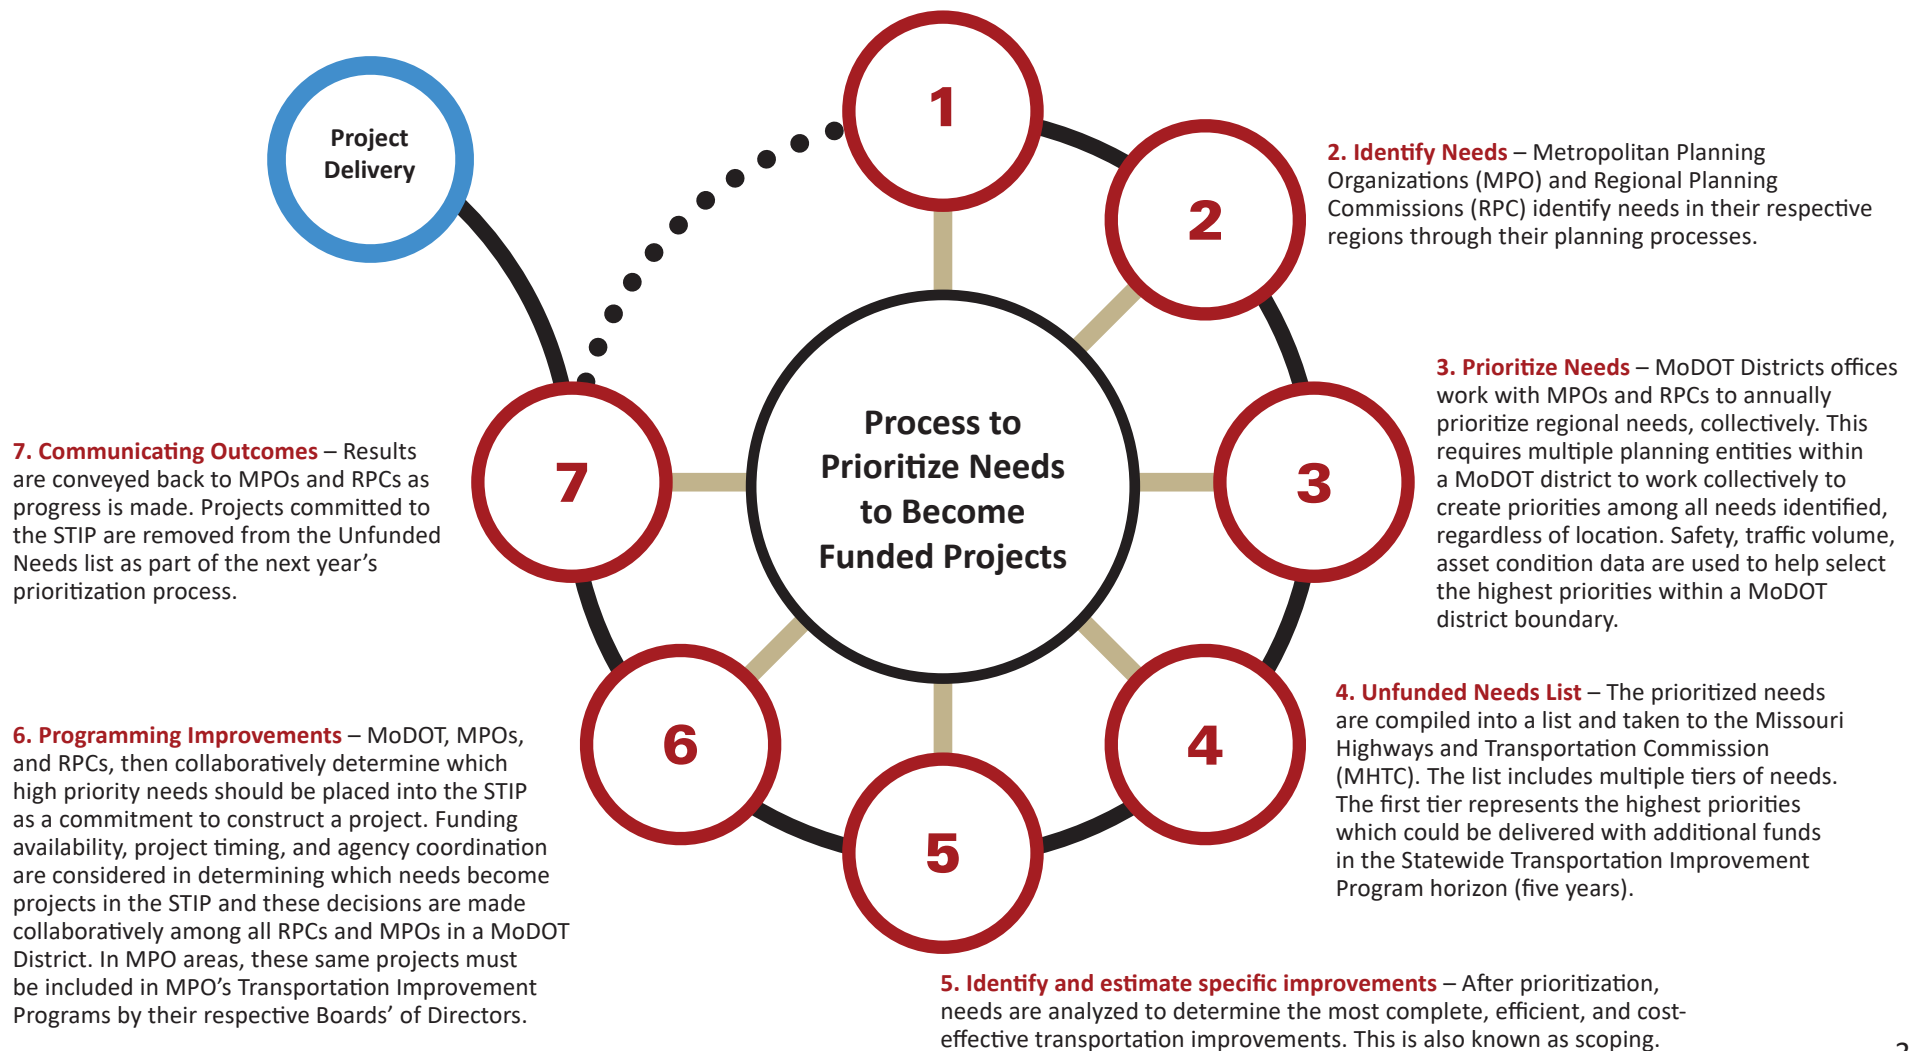 Project
Delivery
1
2
3
4
5
6
7
Process to
Prioritize Needs
to Become
Funded Projects
2. Identify Needs – Metropolitan Planning
Organizations (MPO) and Regional Planning
Commissions (RPC) identify needs in their respective
regions through their planning processes.
3. Prioritize Needs – MoDOT Districts offices
work with MPOs and RPCs to annually
prioritize regional needs, collectively. This
requires multiple planning entities within
a MoDOT district to work collectively to
create priorities among all needs identified,
regardless of location. Safety, traffic volume,
asset condition data are used to help select
the highest priorities within a MoDOT
district boundary.
4. Unfunded Needs List – The prioritized needs
are compiled into a list and taken to the Missouri
Highways and Transportation Commission
(MHTC). The list includes multiple tiers of needs.
The first tier represents the highest priorities
which could be delivered with additional funds
in the Statewide Transportation Improvement
Program horizon (five years).
5. Identify and estimate specific improvements – After prioritization,
needs are analyzed to determine the most complete, efficient, and cost-
effective transportation improvements. This is also known as scoping.
6. Programming Improvements – MoDOT, MPOs,
and RPCs, then collaboratively determine which
high priority needs should be placed into the STIP
as a commitment to construct a project. Funding
availability, project timing, and agency coordination
are considered in determining which needs become
projects in the STIP and these decisions are made
collaboratively among all RPCs and MPOs in a MoDOT
District. In MPO areas, these same projects must
be included in MPO's Transportation Improvement
Programs by their respective Boards' of Directors.
7. Communicating Outcomes – Results
are conveyed back to MPOs and RPCs as
progress is made. Projects committed to
the STIP are removed from the Unfunded
Needs list as part of the next year's
prioritization process.